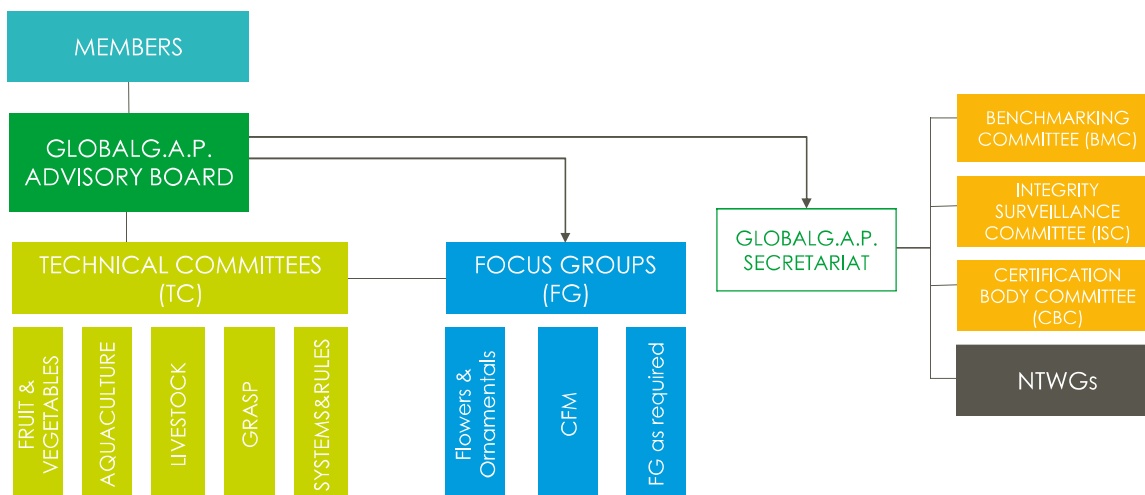 MEMBERS
GLOBALG.A.P.
ADVISORY BOARD
TECHNICAL COMMITTEES
(TC)
FRUIT &
VEGETABLES
AQUACULTURE
LIVESTOCK
GRASP
SYSTEMS&RULES
FOCUS GROUPS
(FG)
Flowers &
Ornamentals
CFM
FG as required
GLOBALG.A.P.
SECRETARIAT
BENCHMARKING
COMMITTEE (BMC)
INTEGRITY
SURVEILLANCE
COMMITTEE (ISC)
CERTIFICATION
BODY COMMITTEE
(CBC)
NTWGs